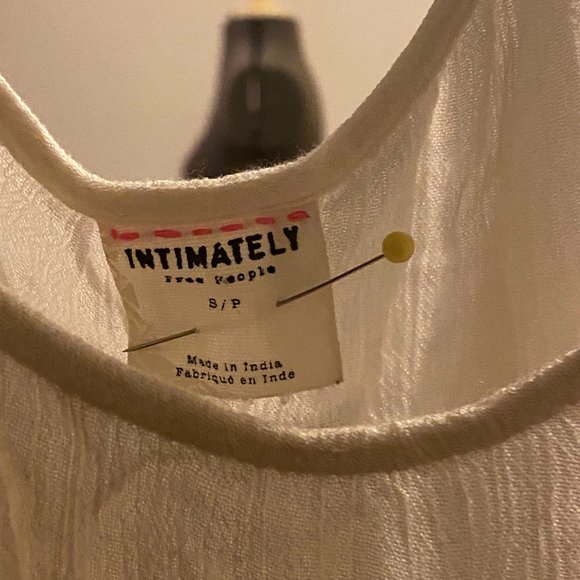 INTIMATELY
Free People
S/P
Made in India
Fabriqué en Inde